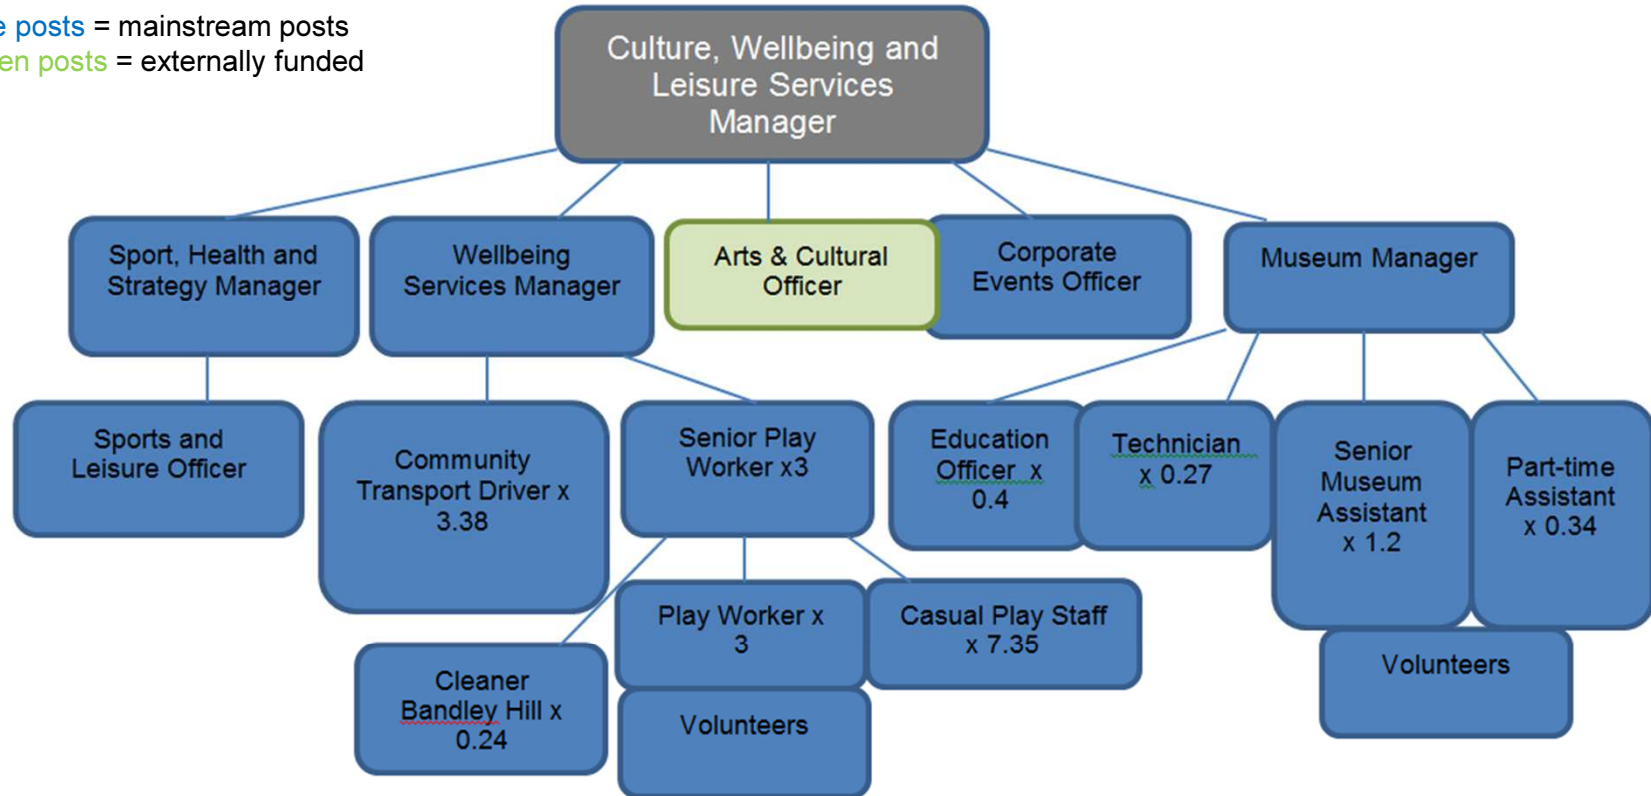 e posts = mainstream posts
en posts = externally funded
Culture, Wellbeing and
Leisure Services
Manager
Sport, Health and
Strategy Manager
Wellbeing
Services Manager
Arts & Cultural
Officer
Corporate
Events Officer
Museum Manager
Sports and
Leisure Officer
Community
Transport Driver x
3.38
Senior Play
Worker x3
Education
Officer x
0.4
Technician
x 0.27
Senior
Museum
Assistant
x 1.2
Part-time
Assistant
x 0.34
Cleaner
Bandley Hill x
0.24
Play Worker x
3
Casual Play Staff
x 7.35
Volunteers
Volunteers